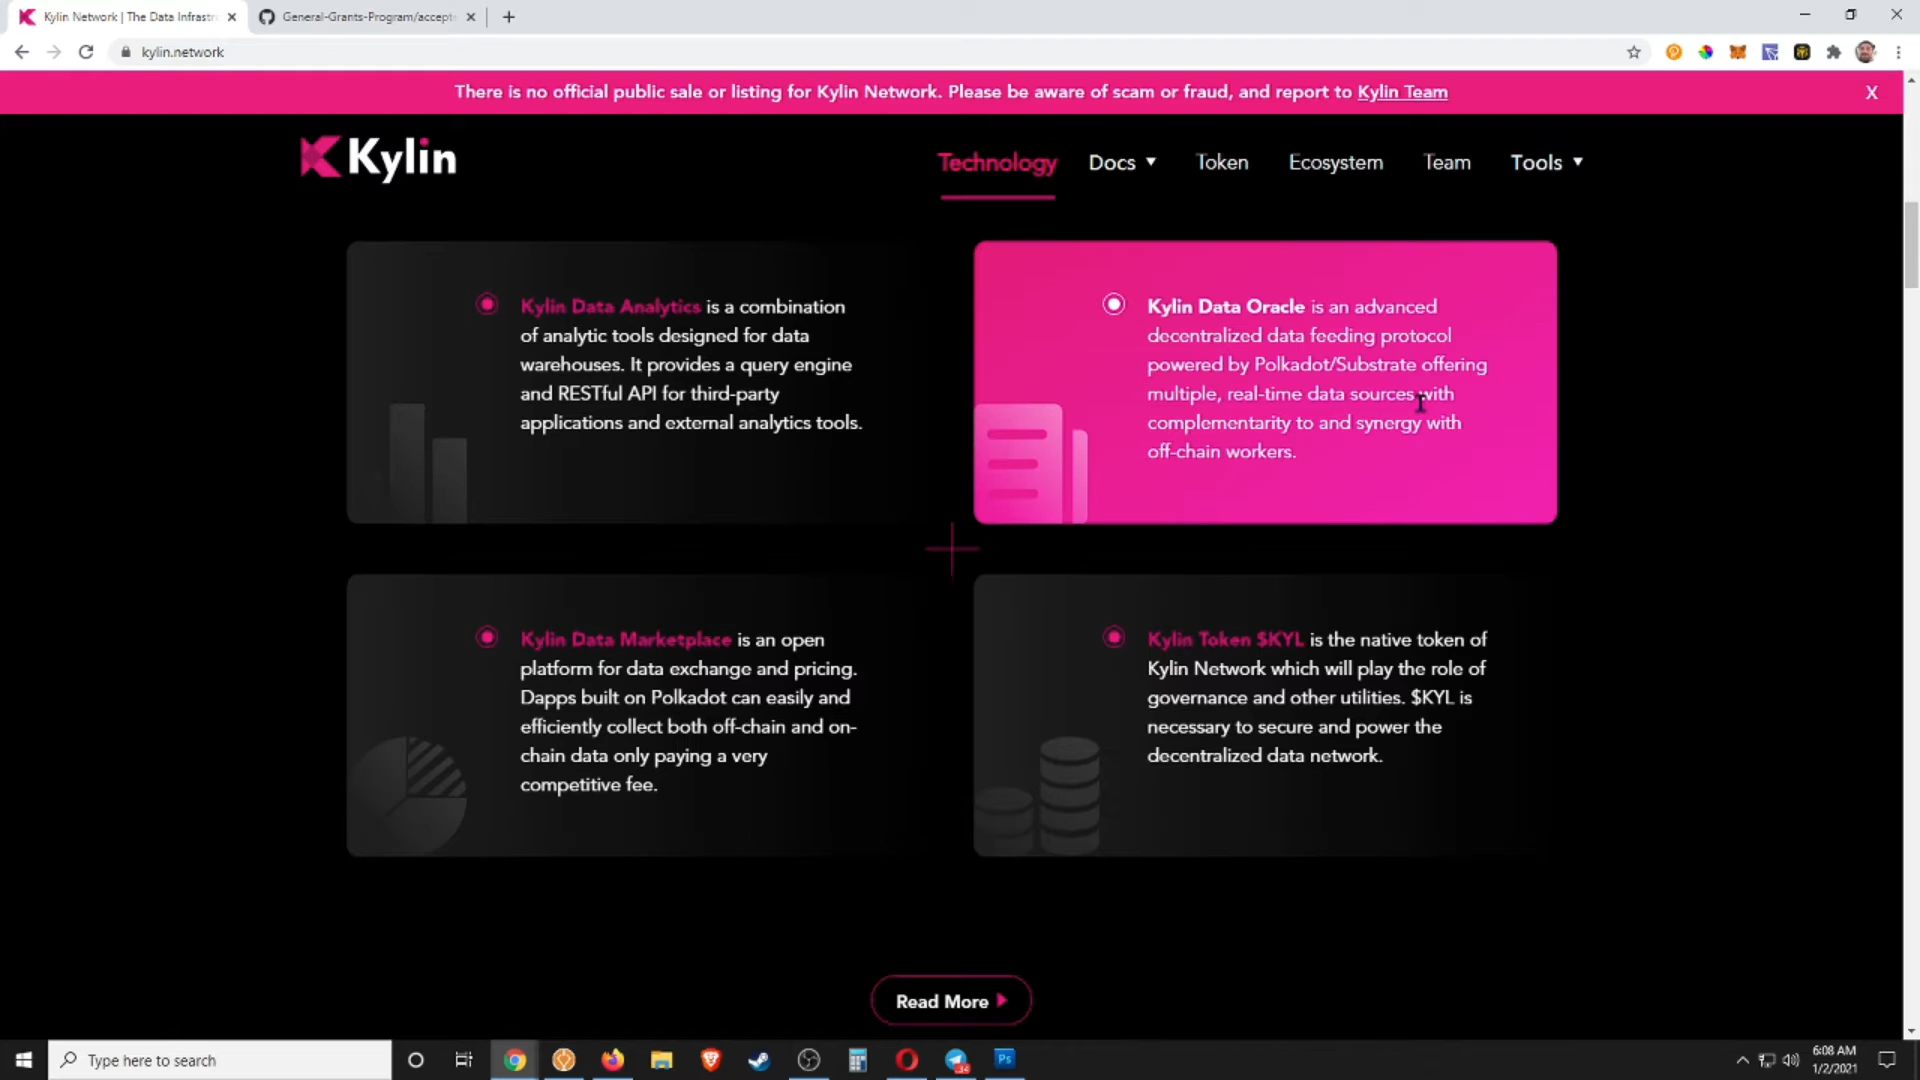 Kylin Network | The Data Infrastr
General-Grants-Program/accept
kylin.network
There is no official public sale or listing for Kylin Network. Please be aware of scam or fraud, and report to Kylin Team
X
Kylin
Technology
Docs
Token
Ecosystem
Team
Tools
Kylin Data Analytics is a combination
of analytic tools designed for data
warehouses. It provides a query engine
and RESTful API for third-party
applications and external analytics tools.
Kylin Data Oracle is an advanced
decentralized data feeding protocol
powered by Polkadot/Substrate offering
multiple, real-time data sources with
complementarity to and synergy with
off-chain workers.
Kylin Data Marketplace is an open
platform for data exchange and pricing.
Dapps built on Polkadot can easily and
efficiently collect both off-chain and on-
chain data only paying a very
competitive fee.
Kylin Token $KYL is the native token of
Kylin Network which will play the role of
governance and other utilities. $KYL is
necessary to secure and power the
decentralized data network.
Read More
Type here to search
Ps
6:08 AM
1/2/2021